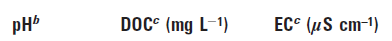 pHᵇ DOCᶜ (mg L⁻¹) ECᶜ (μS cm⁻¹)